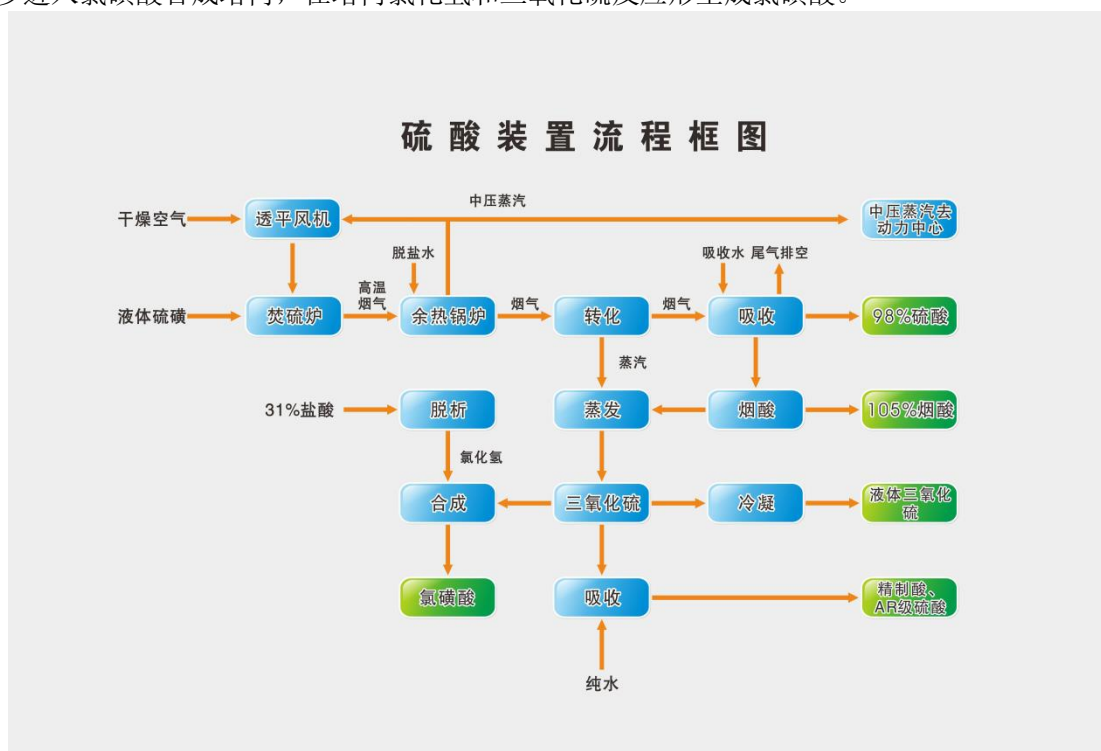 步进入氯磺酸合成塔内，在塔内氯化氢和三氧化硫反应形生成氯磺酸。
硫酸装置流程框图
中压蒸汽
干燥空气
透平风机
中压蒸汽去
动力中心
脱盐水
吸收水 尾气排空
高温
烟气
液体硫磺
焚硫炉
余热锅炉
烟气
转化
烟气
吸收
98%硫酸
蒸汽
31%盐酸
脱析
蒸发
烟酸
105%烟酸
氯化氢
合成
三氧化硫
冷凝
液体三氧化
硫
氯磺酸
吸收
精制酸、
AR级硫酸
纯水